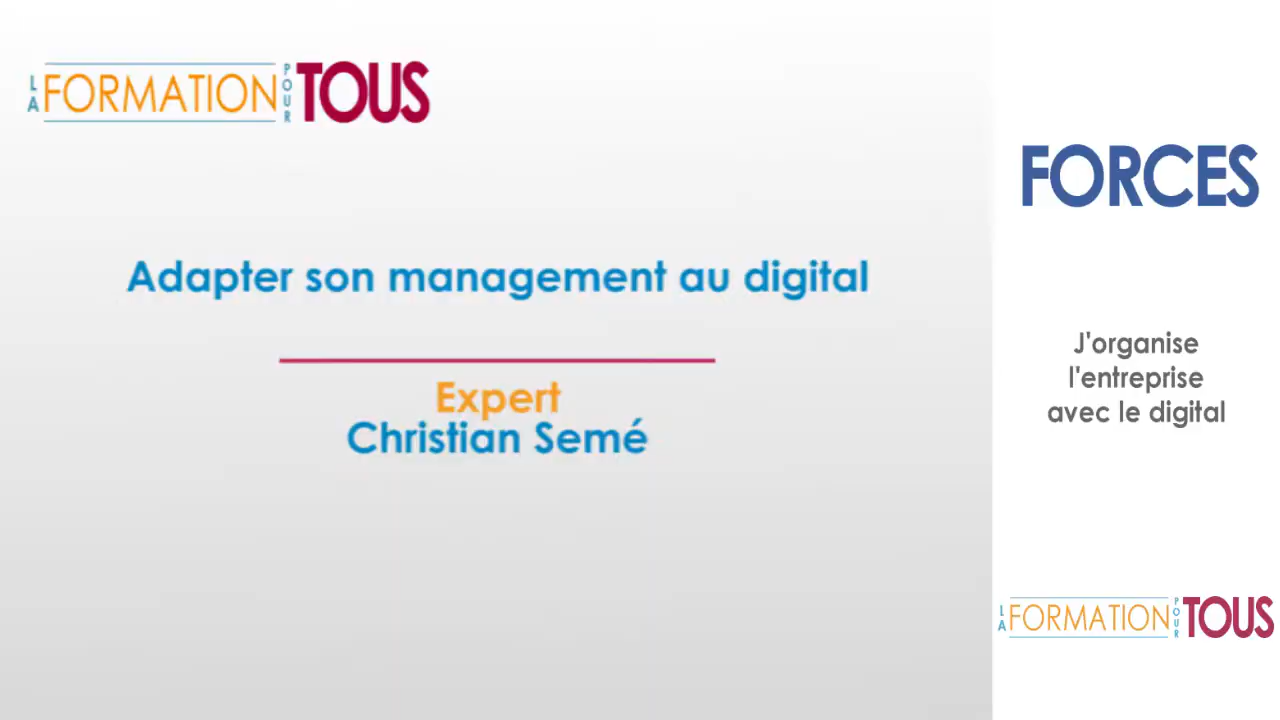 LA FORMATION POUR TOUS
Adapter son management au digital
Expert
Christian Semé
FORCES
J'organise
l'entreprise
avec le digital
LA FORMATION POUR TOUS